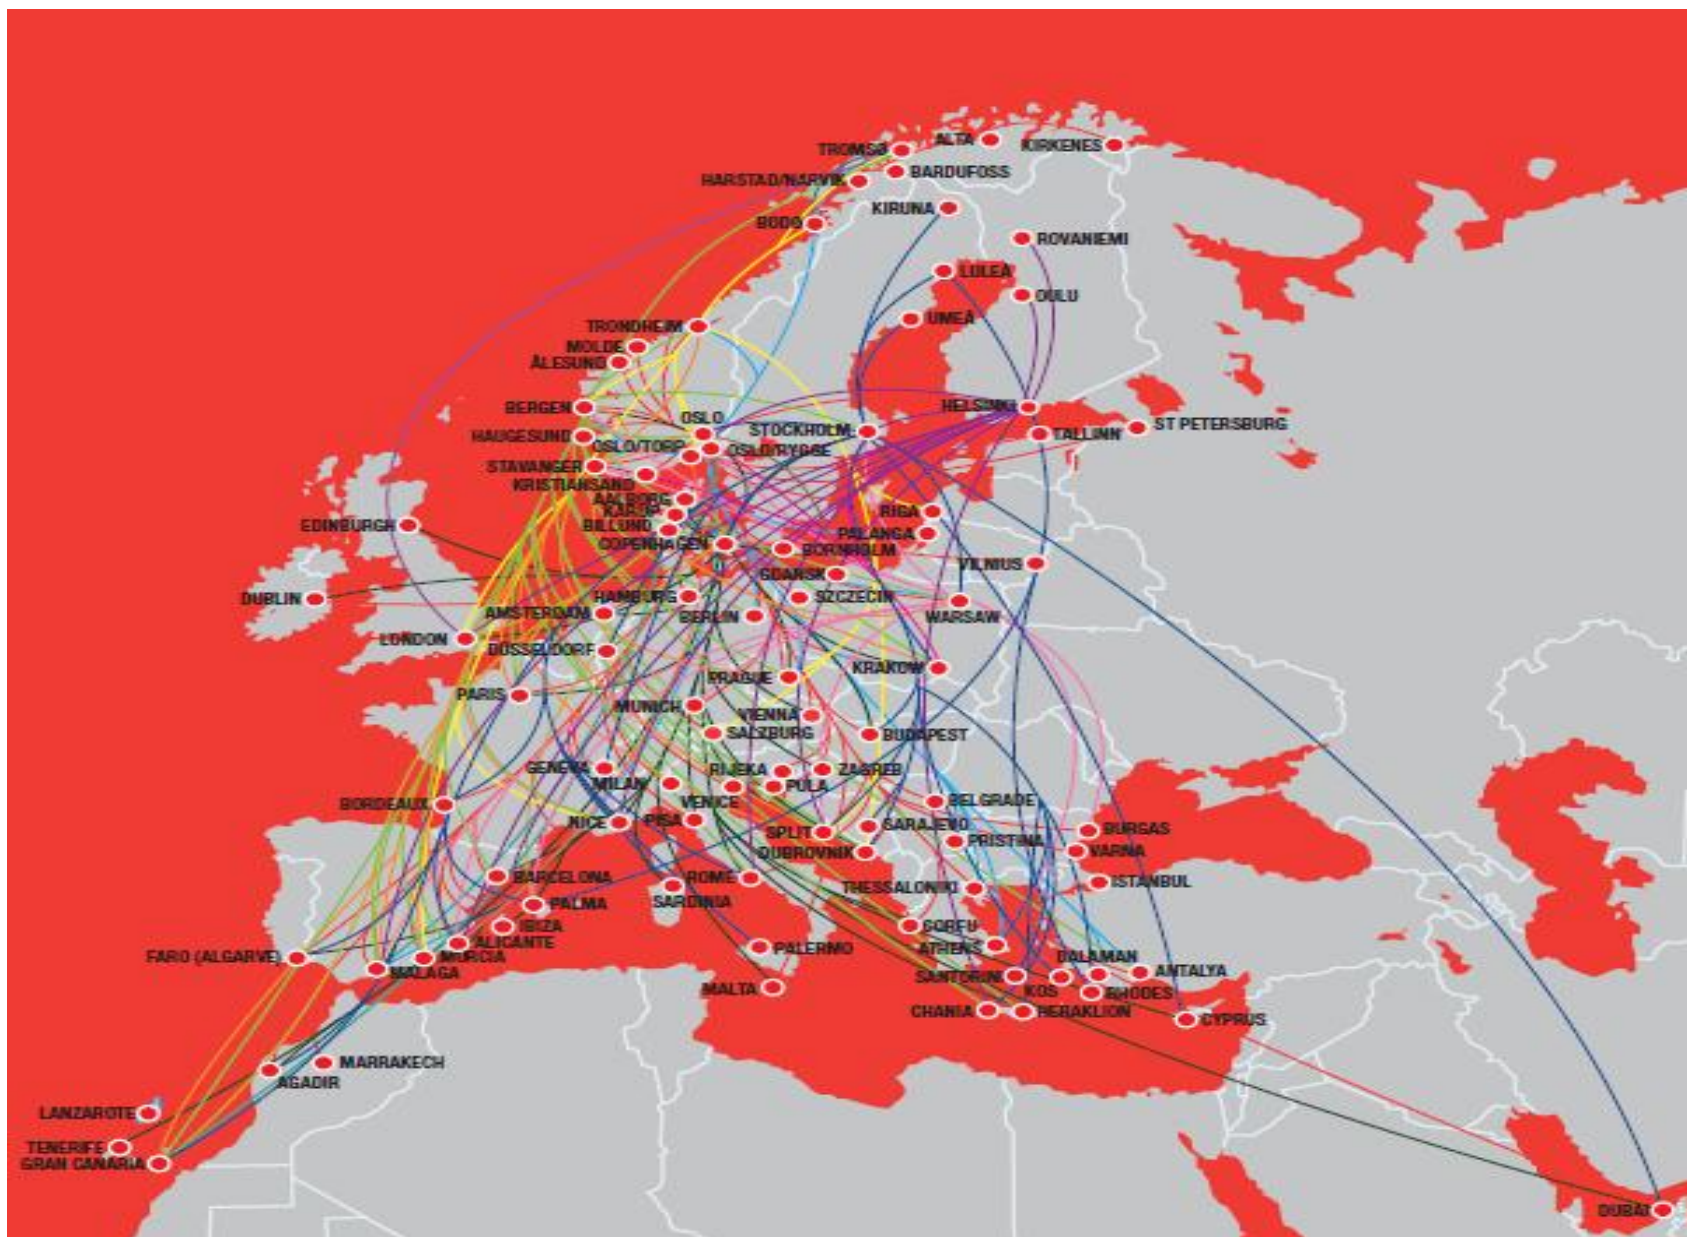 ALTA
TROMSØ
KIRKENES
BARDUFOSS
HARSTAD/NARVIK
KIRUNA
BODØ
ROVANIEMI
LULEÅ
OULU
UMEÅ
TRONDHEIM
MOLDE
ÅLESUND
BERGEN
HELSINKI
OSLO
ST PETERSBURG
STOCKHOLM
TALLINN
HAUGESUND
OSLO/TORP
OSLO/RYGGE
STAVANGER
KRISTIANSAND
AALBORG
RIGA
KARUP
EDINBURGH
BILLUND
PALANGA
COPENHAGEN
BORNHOLM
VILNIUS
GDANSK
DUBLIN
HAMBURG
SZCZECIN
AMSTERDAM
BERLIN
WARSAW
LONDON
DÜSSELDORF
KRAKOW
PRAGUE
PARIS
MUNICH
VIENNA
SALZBURG
BUDAPEST
GENEVA
RIJEKA
ZAGREB
MILAN
PULA
VENICE
BELGRADE
BORDEAUX
NICE
PISA
SPLIT
SARAJEVO
BURGAS
PRISTINA
DUBROVNIK
VARNA
BARCELONA
ROME
THESSALONIKI
ISTANBUL
SARDINIA
PALMA
IBIZA
CORFU
ALICANTE
PALERMO
ATHENS
FARO (ALGARVE)
MURCIA
DALAMAN
MALAGA
SANTORINI
ANTALYA
MALTA
KOS
RHODES
CHANIA
HERAKLION
CYPRUS
MARRAKECH
AGADIR
LANZAROTE
TENERIFE
GRAN CANARIA
DUBAI